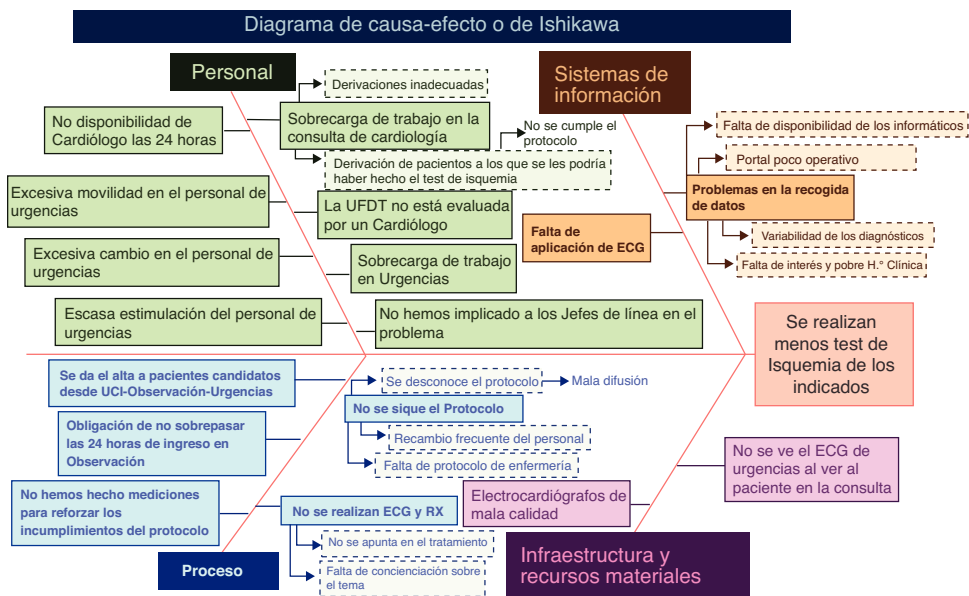 Diagrama de causa-efecto o de Ishikawa
Personal
Sistemas de
información
Derivaciones inadecuadas
No disponibilidad de
Cardiólogo las 24 horas
Sobrecarga de trabajo en la
consulta de cardiología
No se cumple el
protocolo
Derivación de pacientes a los que se les podría
haber hecho el test de isquemia
Excesiva movilidad en el personal de
urgencias
La UFDT no está evaluada
por un Cardiólogo
Excesiva cambio en el personal de
urgencias
Sobrecarga de trabajo
en Urgencias
Escasa estimulación del personal de
urgencias
No hemos implicado a los Jefes de línea en el
problema
Falta de disponibilidad de los informáticos
Portal poco operativo
Problemas en la recogida
de datos
Falta de
aplicación de ECG
Variabilidad de los diagnósticos
Falta de interés y pobre H.° Clínica
Se realizan
menos test de
Isquemia de los
indicados
Se da el alta a pacientes candidatos
desde UCI-Observación-Urgencias
Se desconoce el protocolo
Mala difusión
No se sique el Protocolo
Obligación de no sobrepasar
las 24 horas de ingreso en
Observación
Recambio frecuente del personal
Falta de protocolo de enfermería
No hemos hecho mediciones
para reforzar los
incumplimientos del protocolo
No se realizan ECG y RX
No se apunta en el tratamiento
Falta de concienciación sobre
el tema
Proceso
No se ve el ECG de
urgencias al ver al
paciente en la consulta
Electrocardiógrafos de
mala calidad
Infraestructura y
recursos materiales